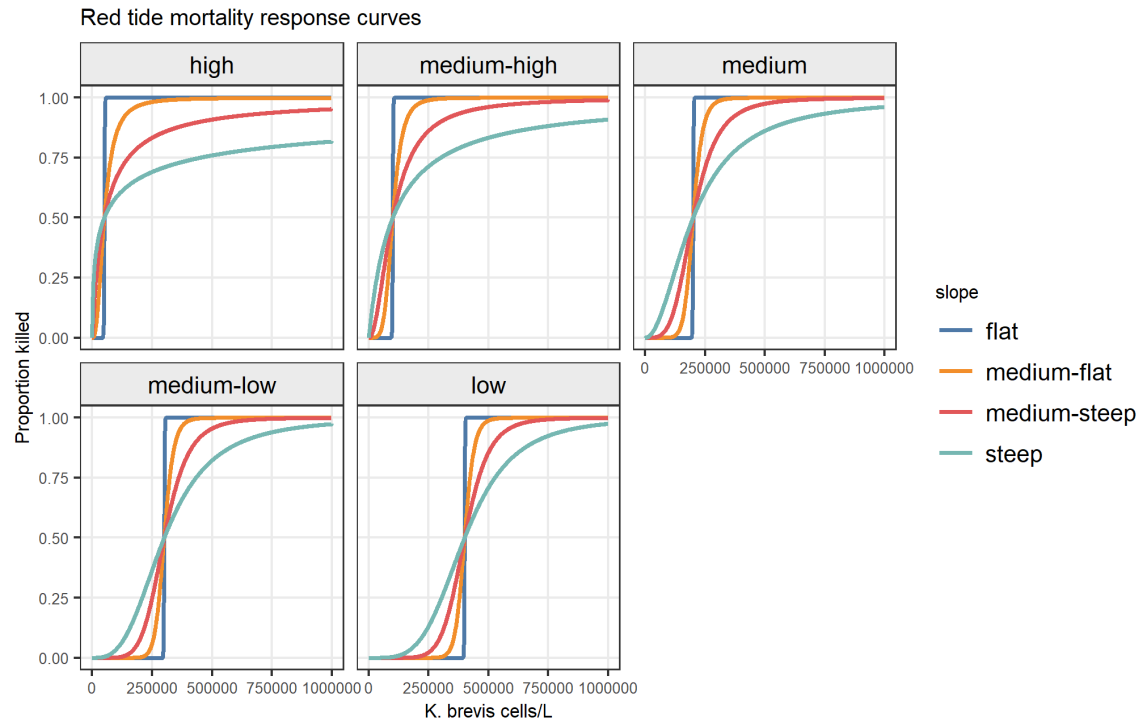 Red tide mortality response curves
high
medium-high
medium
1.00
0.75
0.50
0.25
0.00
0 250000 500000 750000 1000000
medium-low
low
1.00
0.75
0.50
0.25
0.00
0 250000 500000 750000 1000000
0 250000 500000 750000 1000000
Proportion killed
K. brevis cells/L
slope
flat
medium-flat
medium-steep
steep